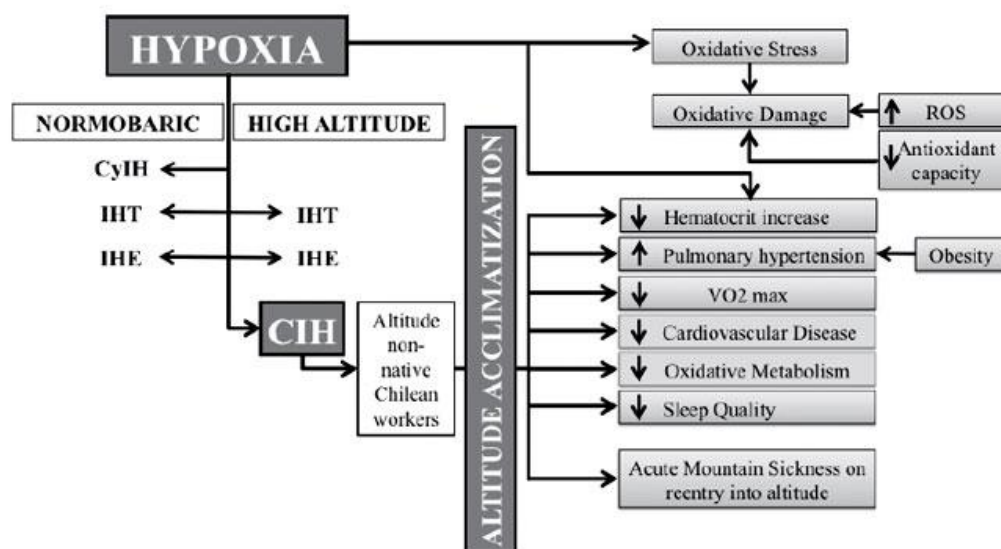 HYPOXIA
NORMOBARIC
HIGH ALTITUDE
CyIH
IHT
IHT
IHE
IHE
CIH
Altitude
non-
native
Chilean
workers
ALTITUDE ACCLIMATIZATION
Oxidative Stress
Oxidative Damage
ROS
Antioxidant
capacity
Hematocrit increase
Pulmonary hypertension
Obesity
VO2 max
Cardiovascular Disease
Oxidative Metabolism
Sleep Quality
Acute Mountain Sickness on
reentry into altitude